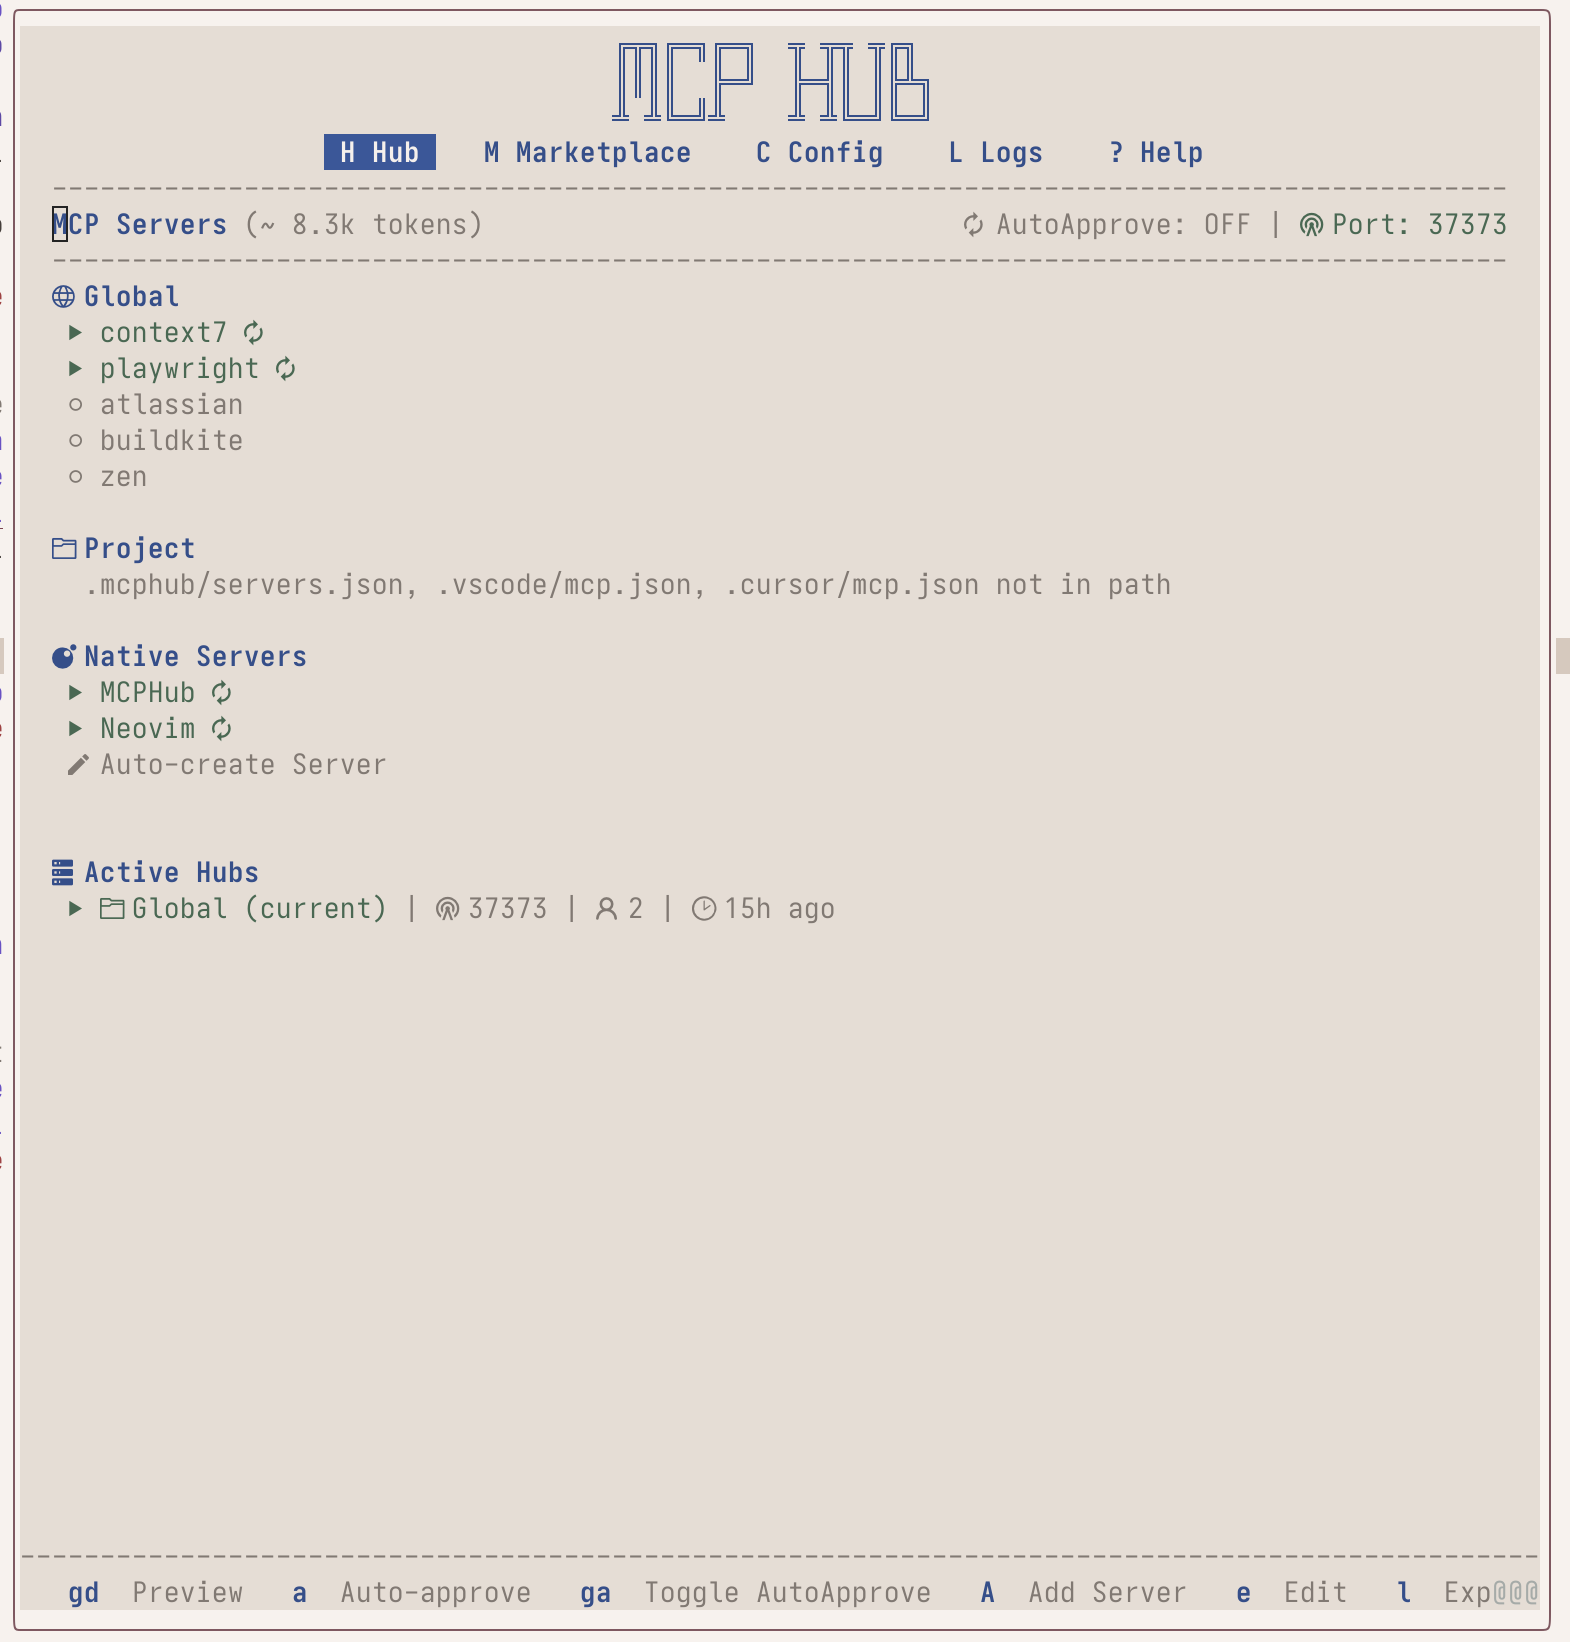 MCP HUB
H Hub M Marketplace C Config L Logs ? Help
MCP Servers (~ 8.3k tokens) AutoApprove: OFF | Port: 37373
Global
context7
playwright
atlassian
buildkite
zen
Project
.mcphub/servers.json, .vscode/mcp.json, .cursor/mcp.json not in path
Native Servers
MCPHub
Neovim
Auto-create Server
Active Hubs
Global (current) | 37373 | 2 | 15h ago
gd Preview a Auto-approve ga Toggle AutoApprove A Add Server e Edit l Exp@@@